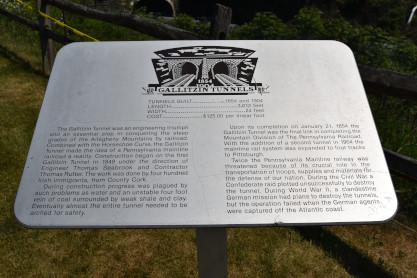 1854
1904
GALLITZIN TUNNELS
TUNNELS BUILT 1854 and 1904
LENGTH 3,612 feet
WIDTH 24 feet
COST $125.00 per linear foot
The Gallitzin Tunnel was an engineering triumph
and an essential step in conquering the steep
grades of the Allegheny Mountains by railroad.
Combined with the Horseshoe Curve, the Gallitzin
Tunnel made the idea of a Pennsylvania mainline
railroad a reality. Construction began on the first
Gallitzin Tunnel in 1849 under the direction of
Engineer Thomas Seabrook and Contractor
Thomas Rutter. The work was done by four hundred
Irish immigrants, from County Cork.
During construction progress was plagued by
such problems as water and an unstable four foot
vein of coal surrounded by weak shale and clay.
Eventually almost the entire tunnel needed to be
arched for safety.
Upon its completion on January 21, 1854 the
Gallitzin Tunnel was the final link in completing the
Mountain Division of The Pennsylvania Railroad.
With the addition of a second tunnel in 1904 the
mainline rail system was expanded to four tracks
to Pittsburgh.
Twice the Pennsylvania Mainline railway was
threatened because of its crucial role in the
transportation of troops, supplies and materials for
the defense of our nation. During the Civil War a
Confederate raid plotted unsuccessfully to destroy
the tunnel. During World War II, a clandestine
German mission had plans to destroy the tunnels,
but the operation failed when the German agents
were captured off the Atlantic coast.